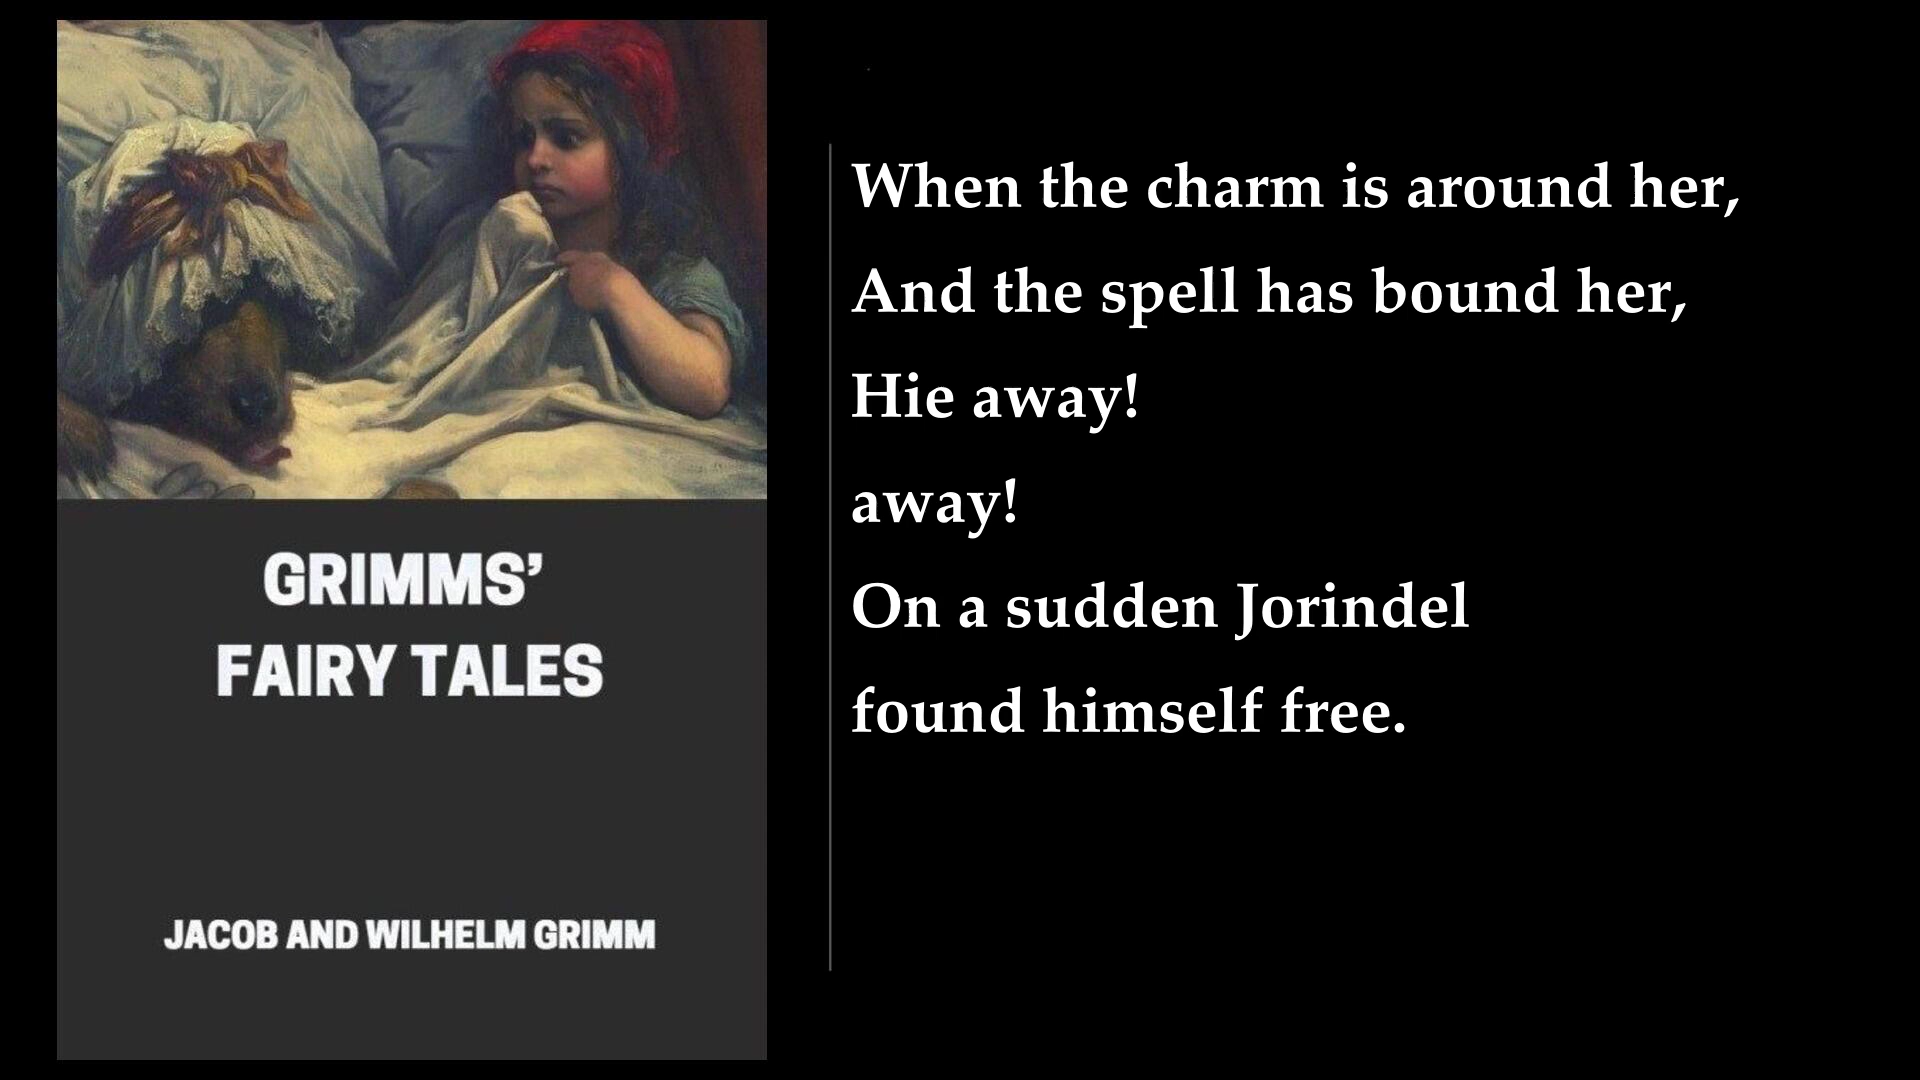 GRIMMS’
FAIRY TALES
JACOB AND WILHELM GRIMM
When the charm is around her,
And the spell has bound her,
Hie away!
away!
On a sudden Jorindel
found himself free.